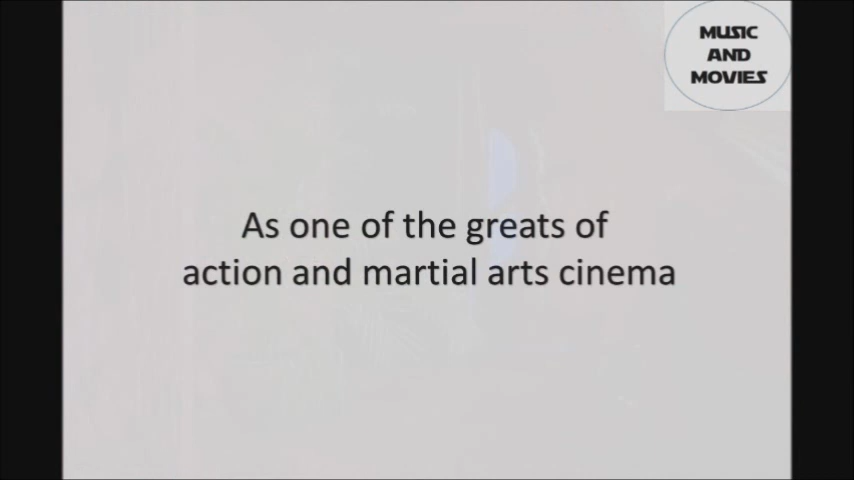 MUSIC
AND
MOVIES
As one of the greats of
action and martial arts cinema